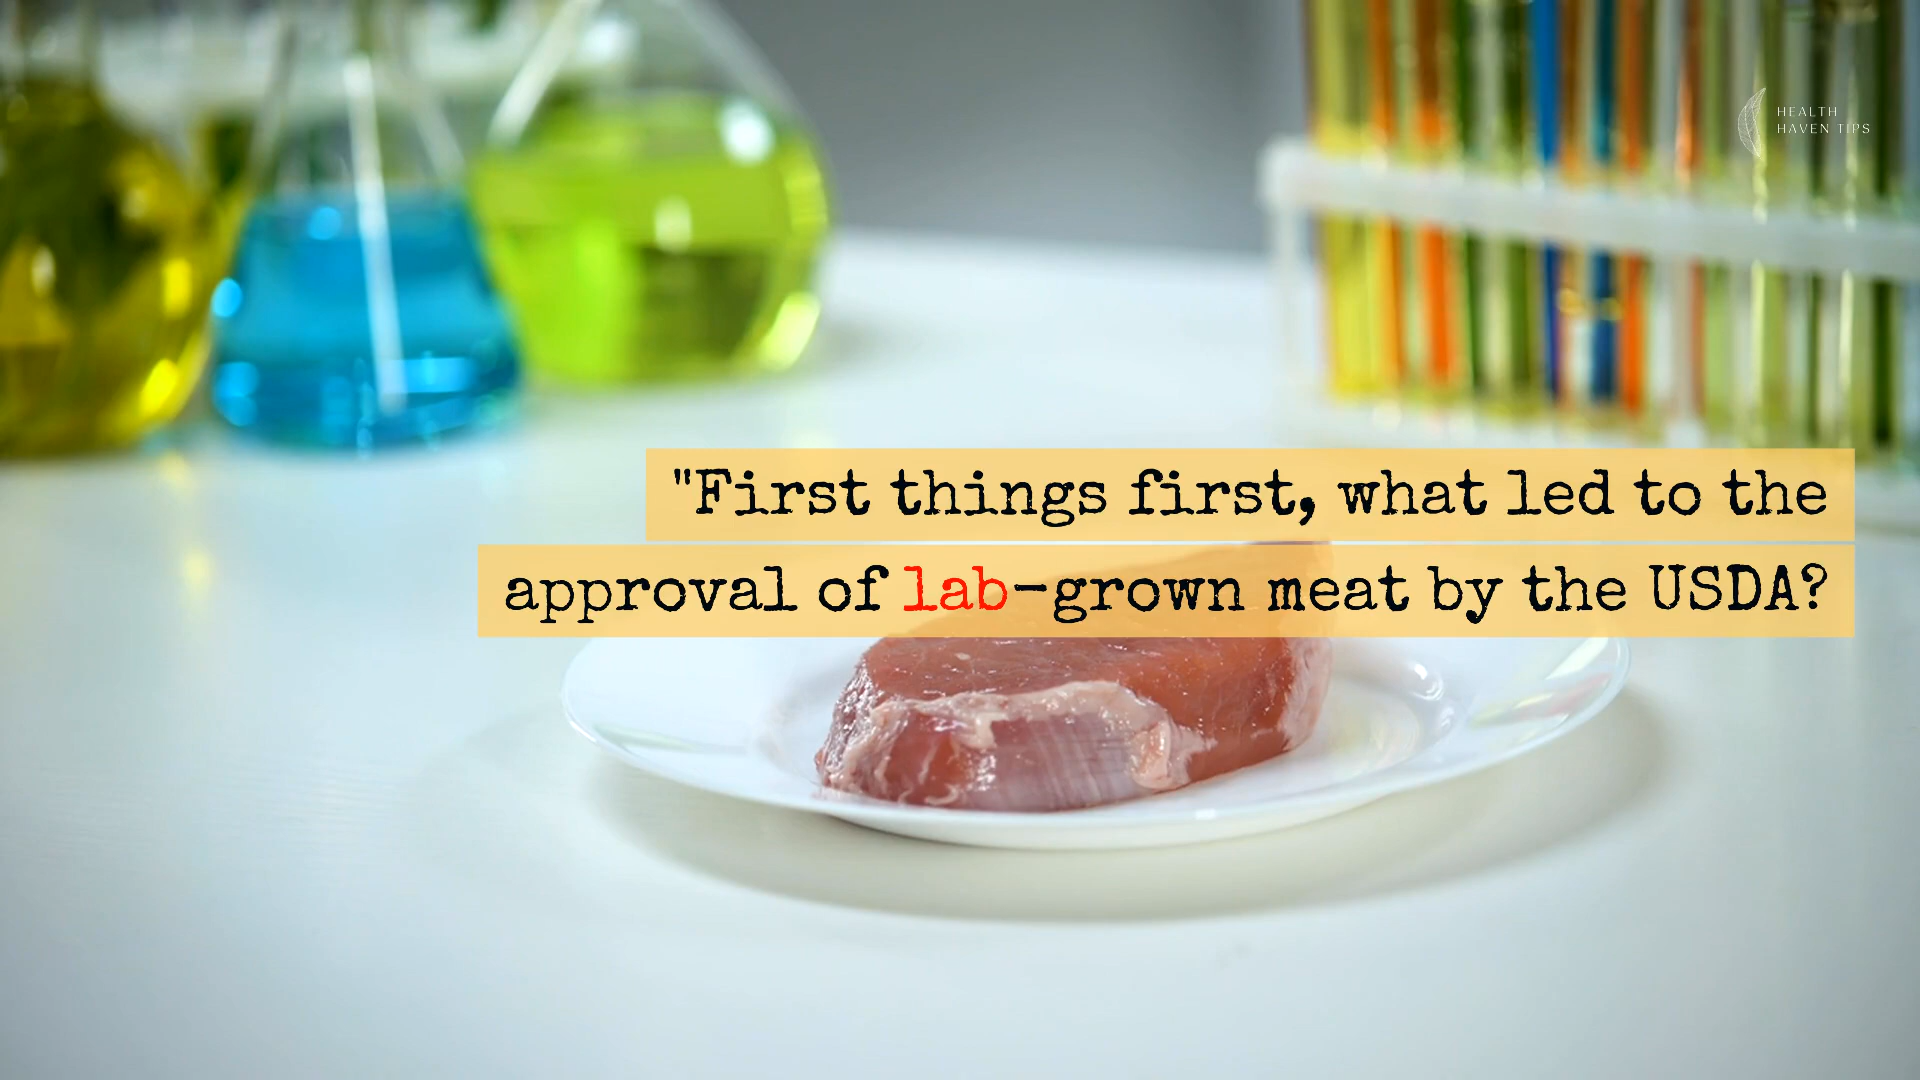 HEALTH
HAVEN TIPS
"First things first, what led to the
approval of lab-grown meat by the USDA?